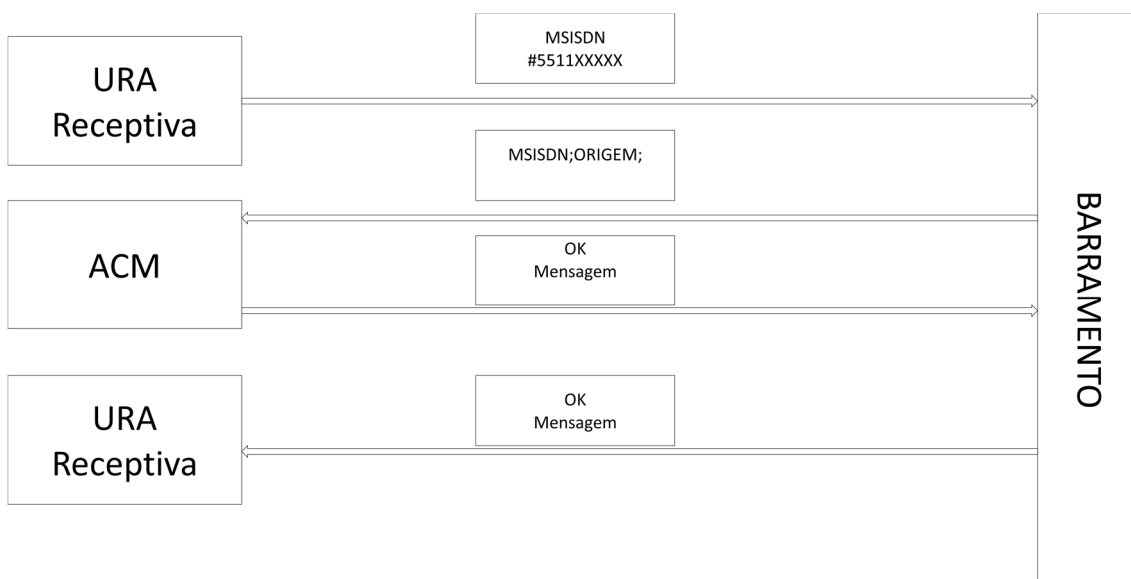 MSISDN
#5511XXXXX
URA
Receptiva
MSISDN;ORIGEM;
ACM
OK
Mensagem
URA
Receptiva
OK
Mensagem
BARRAMENTO